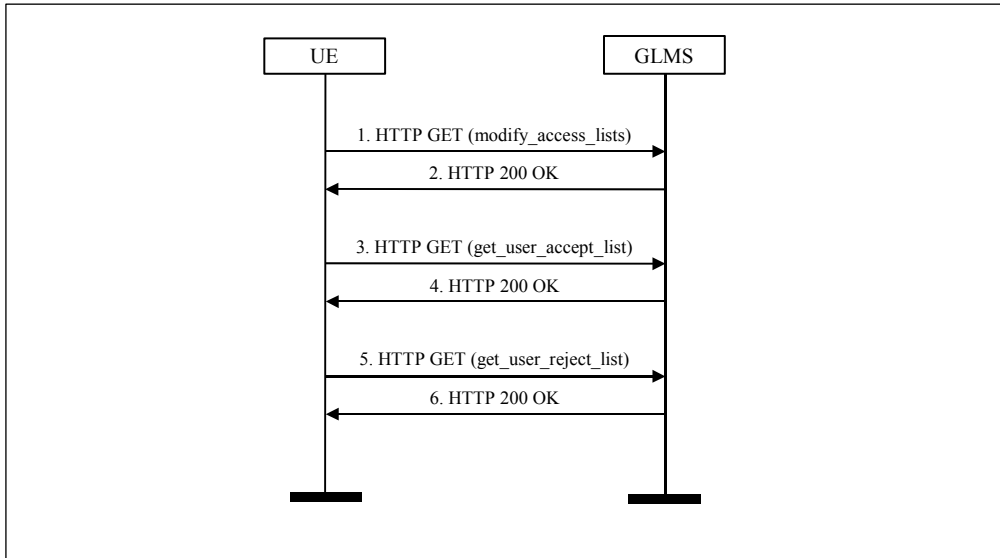 UE
GLMS
1. HTTP GET (modify_access_lists)
2. HTTP 200 OK
3. HTTP GET (get_user_accept_list)
4. HTTP 200 OK
5. HTTP GET (get_user_reject_list)
6. HTTP 200 OK